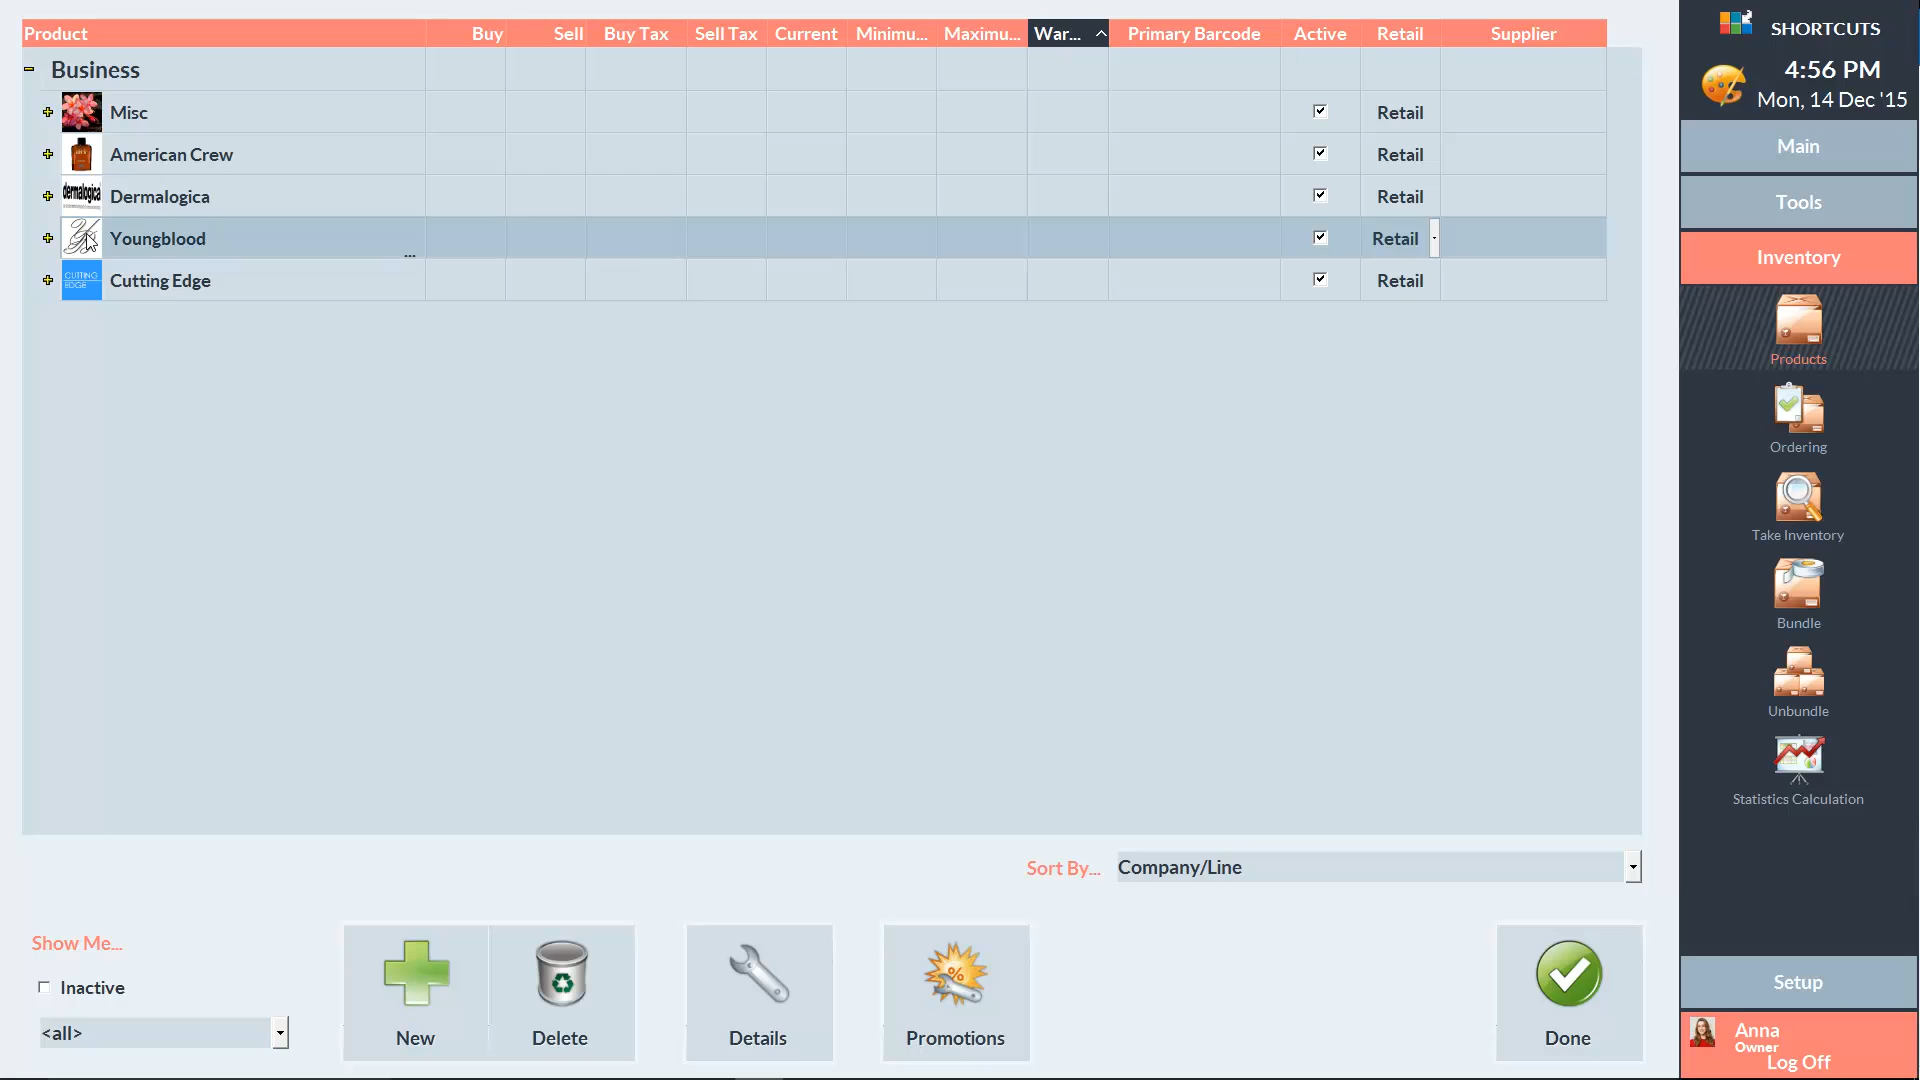 Product Buy Sell Buy Tax Sell Tax Current Minimu... Maximu... War... Primary Barcode Active Retail Supplier
Business
Misc Retail
American Crew Retail
dermalogica Dermalogica Retail
Youngblood ... Retail
CUTTING EDGE Cutting Edge Retail
Sort By... Company/Line
Show Me...
Inactive
<all>
New
Delete
Details
%
Promotions
Done
SHORTCUTS
4:56 PM
Mon, 14 Dec '15
Main
Tools
Inventory
Products
Ordering
Take Inventory
Bundle
Unbundle
Statistics Calculation
Setup
Anna
Owner
Log Off